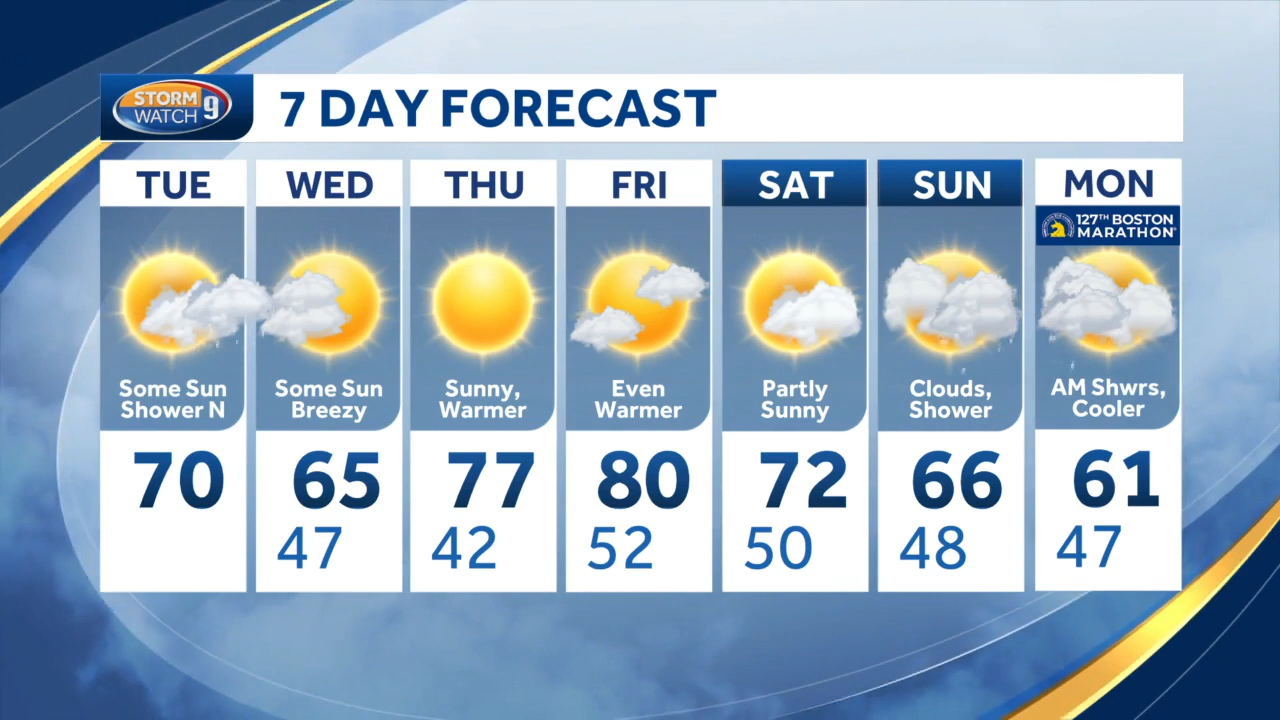 STORM
WATCH 9
7 DAY FORECAST
TUE
Some Sun
Shower N
70
WED
Some Sun
Breezy
65
47
THU
Sunny,
Warmer
77
42
FRI
Even
Warmer
80
52
SAT
Partly
Sunny
72
50
SUN
Clouds,
Shower
66
48
MON
127TH BOSTON
MARATHON
AM Shwrs,
Cooler
61
47